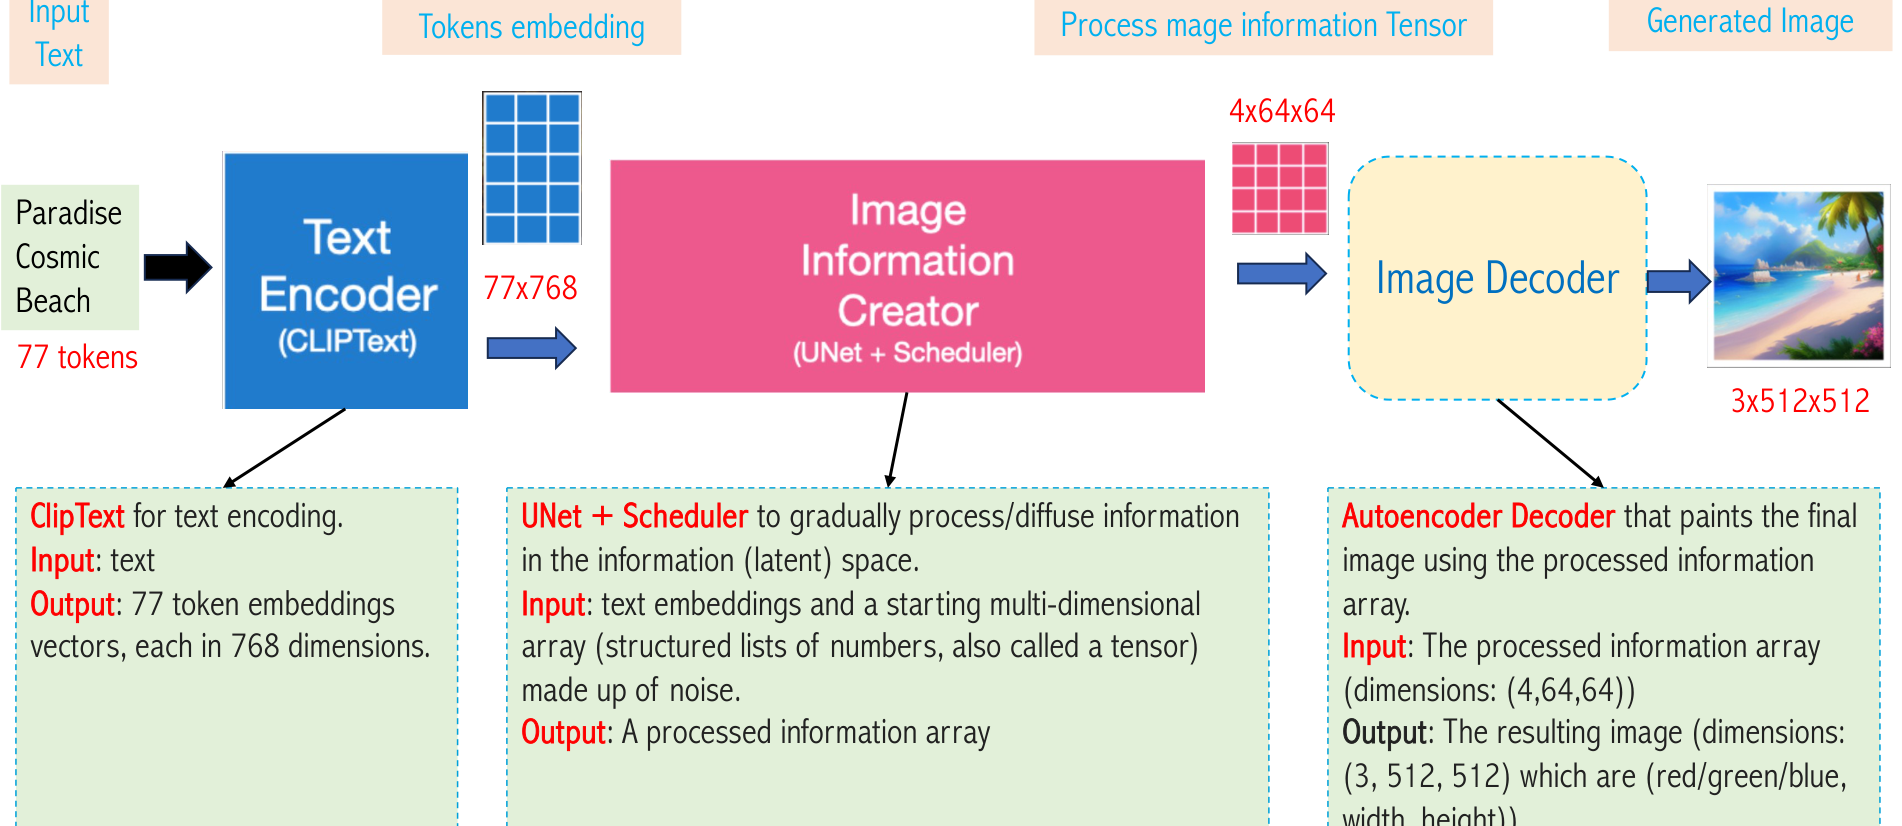 Input
Text
Tokens embedding
Process mage information Tensor
Generated Image
4x64x64
Paradise
Cosmic
Beach
77 tokens
Text
Encoder
(CLIPText)
77x768
Image
Information
Creator
(UNet + Scheduler)
Image Decoder
3x512x512
ClipText for text encoding.
Input: text
Output: 77 token embeddings
vectors, each in 768 dimensions.
UNet + Scheduler to gradually process/diffuse information
in the information (latent) space.
Input: text embeddings and a starting multi-dimensional
array (structured lists of numbers, also called a tensor)
made up of noise.
Output: A processed information array
Autoencoder Decoder that paints the final
image using the processed information
array.
Input: The processed information array
(dimensions: (4,64,64))
Output: The resulting image (dimensions:
(3, 512, 512) which are (red/green/blue,
width, height))